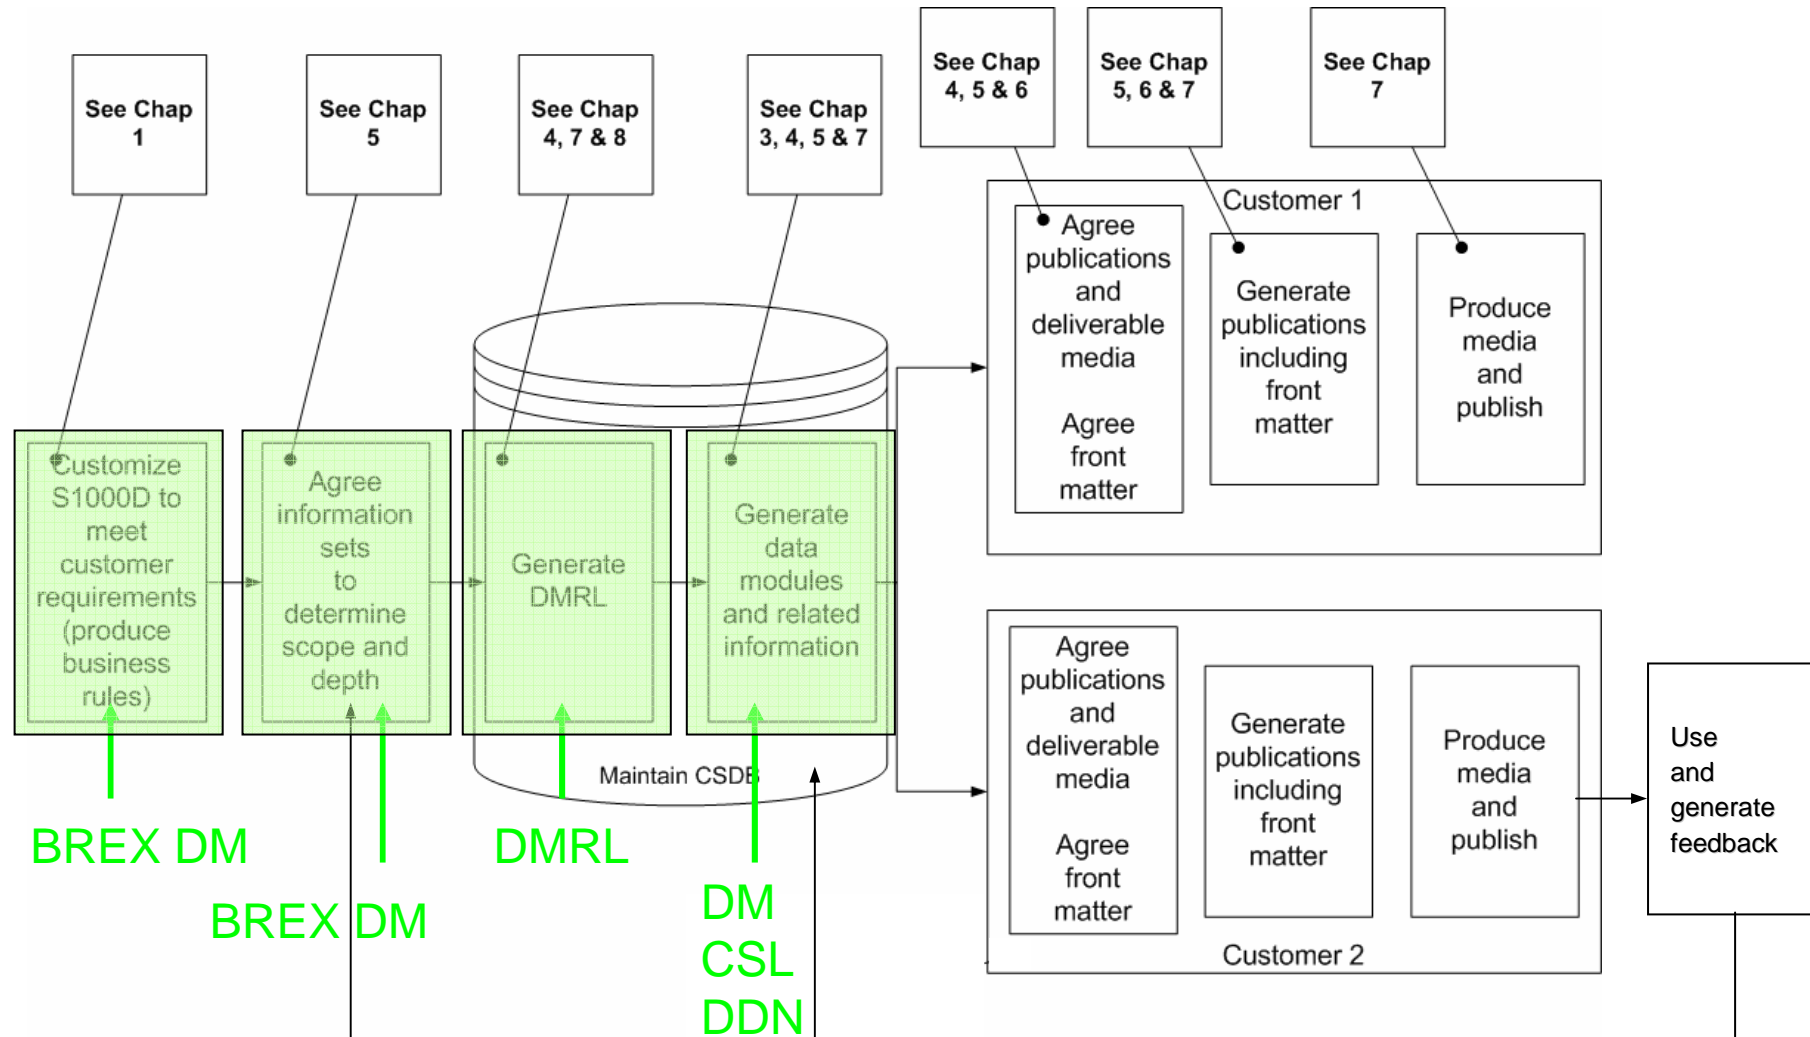 See Chap
1
See Chap
5
See Chap
4, 7 & 8
See Chap
3, 4, 5 & 7
See Chap
4, 5 & 6
See Chap
5, 6 & 7
See Chap
7
Customer 1
Agree
publications
and
deliverable
media
Agree
front
matter
Generate
publications
including
front
matter
Produce
media
and
publish
Customize
S1000D to
meet
customer
requirements
(produce
business
rules)
Agree
information
sets
to
determine
scope and
depth
Generate
DMRL
Generate
data
modules
and related
information
Maintain CSDB
Agree
publications
and
deliverable
media
Agree
front
matter
Generate
publications
including
front
matter
Produce
media
and
publish
Customer 2
Use
and
generate
feedback
BREX DM
BREX DM
DMRL
DM
CSL
DDN